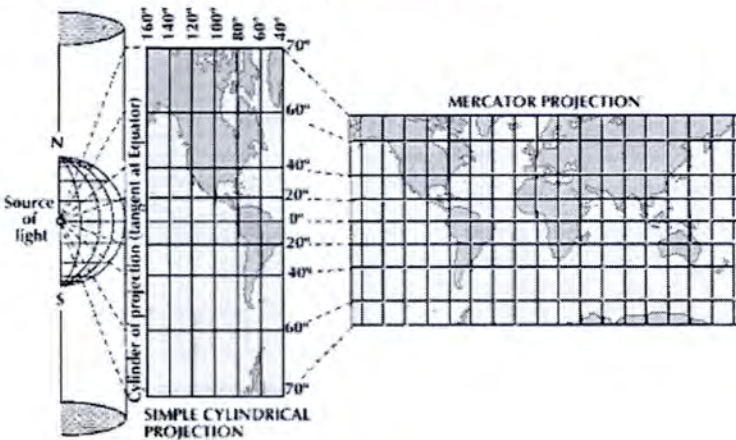 160° 140° 120° 100° 80° 60° 40°
70°
60°
40°
20°
0°
20°
40°
60°
70°
N
Source
of
light
S
Cylinder of projection (tangent at Equator)
SIMPLE CYLINDRICAL
PROJECTION
MERCATOR PROJECTION